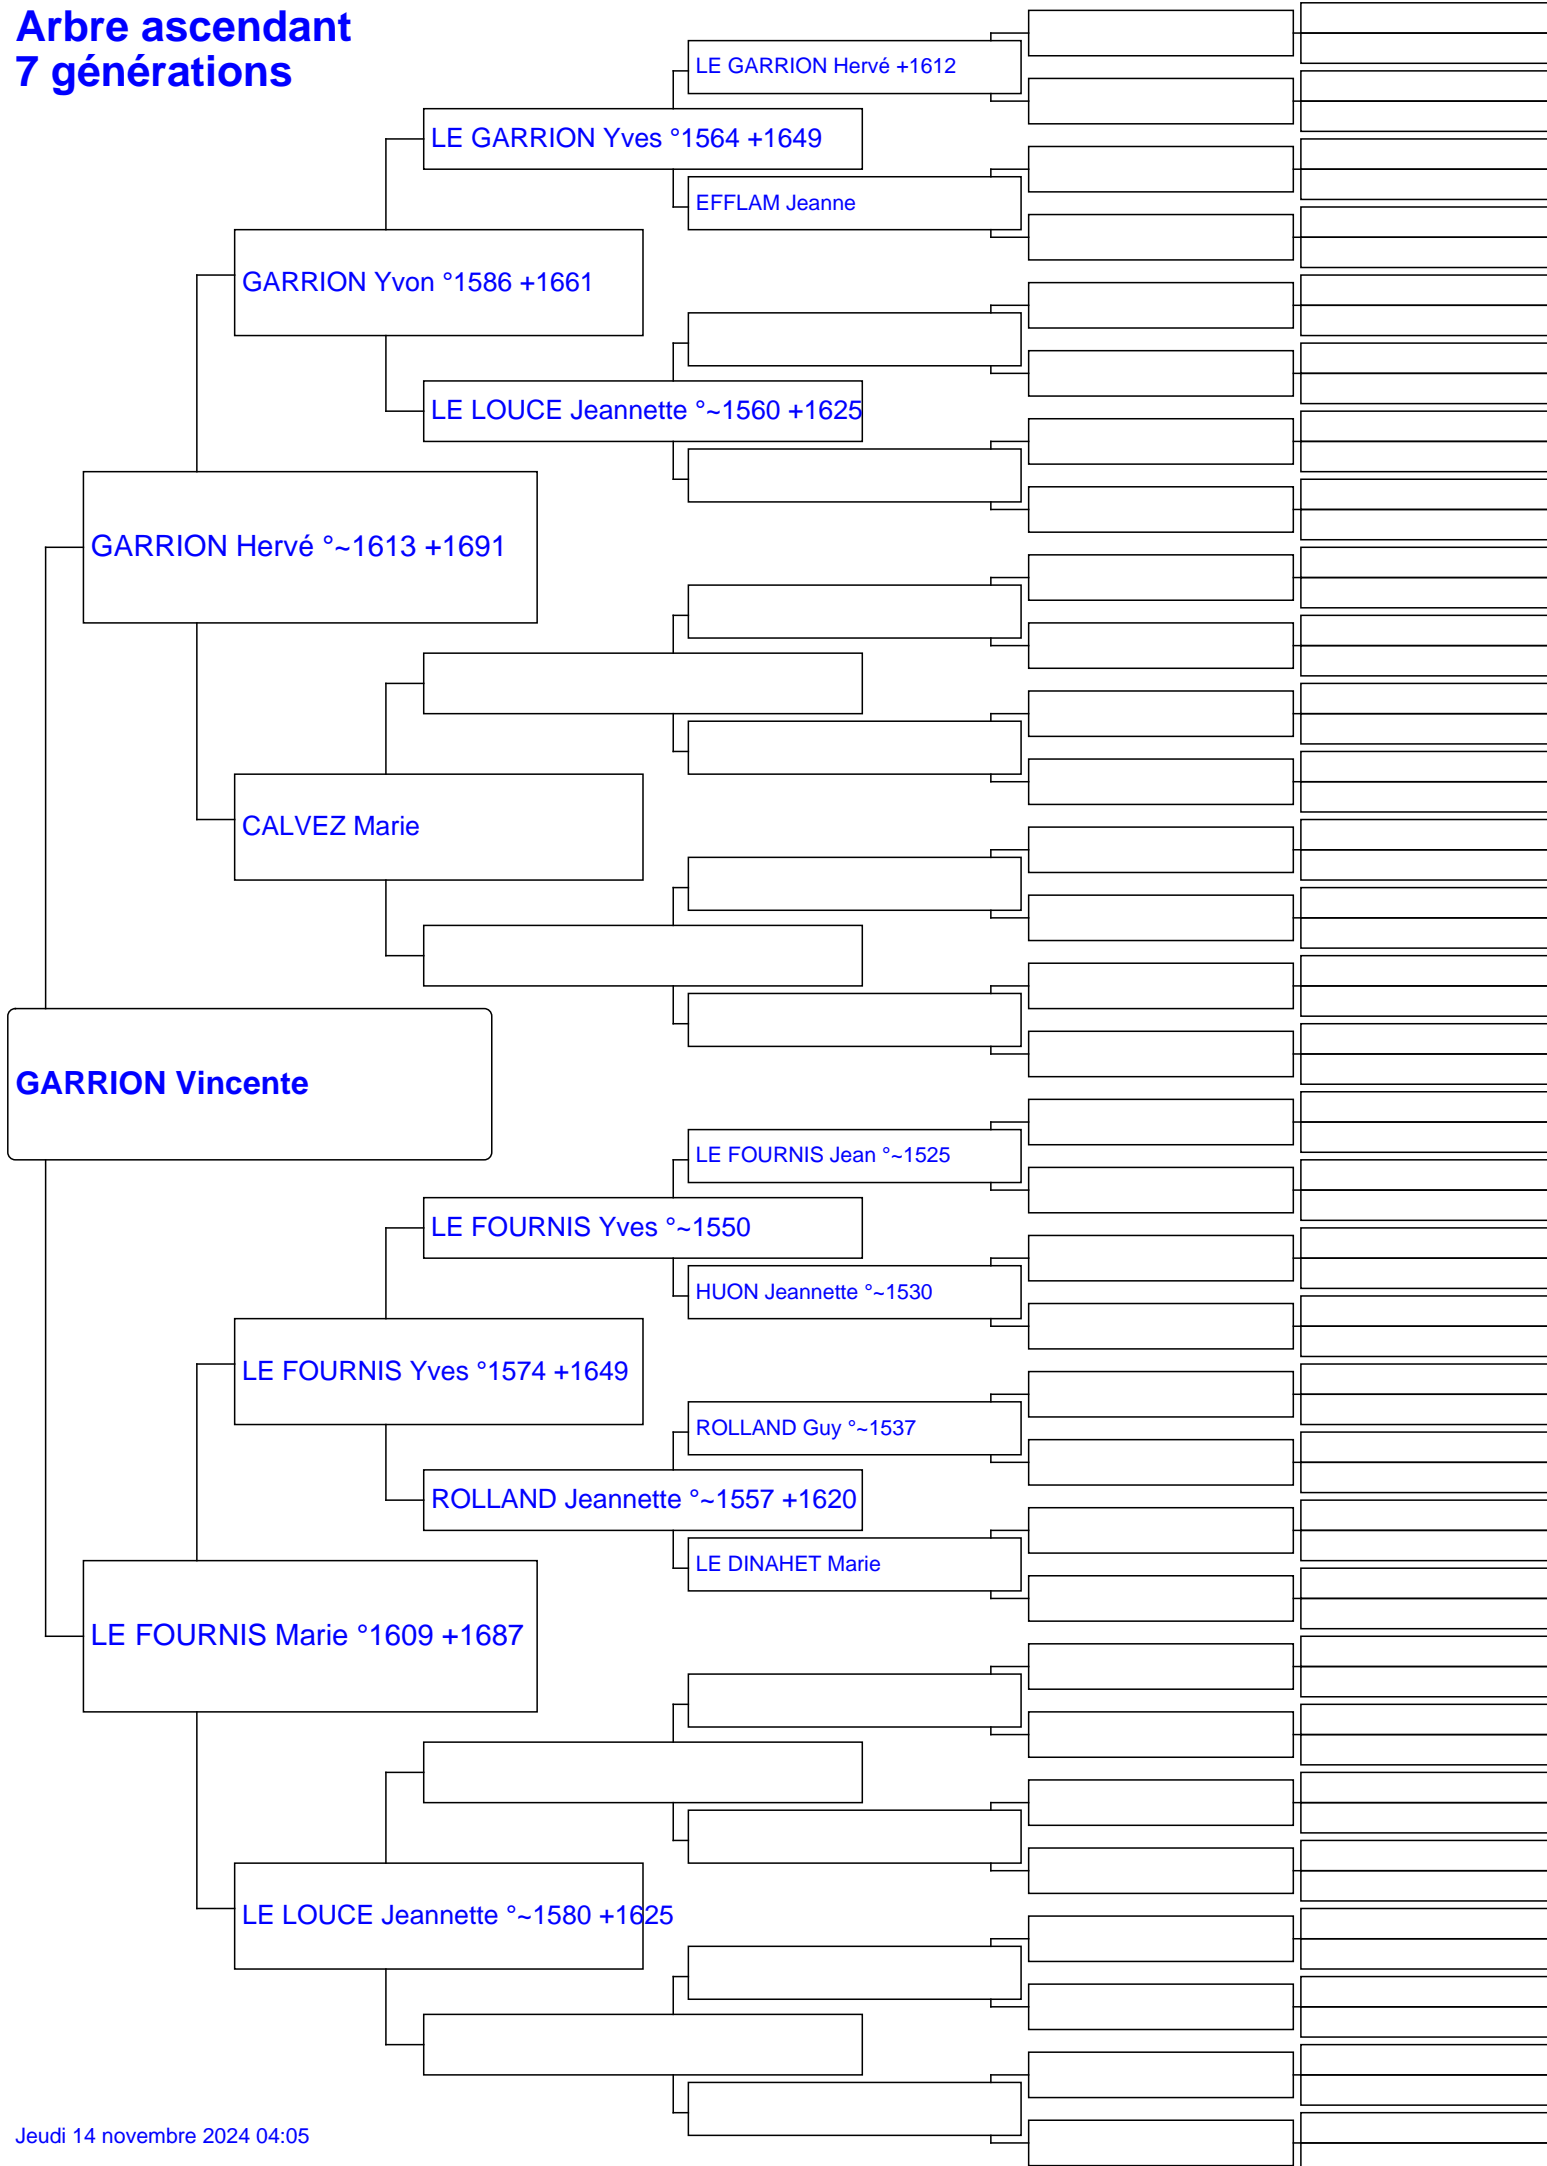 Arbre ascendant
7 générations
LE GARRION Hervé +1612
LE GARRION Yves °1564 +1649
EFFLAM Jeanne
GARRION Yvon °1586 +1661
LE LOUCE Jeannette °~1560 +1625
GARRION Hervé °~1613 +1691
CALVEZ Marie
GARRION Vincente
LE FOURNIS Jean °~1525
LE FOURNIS Yves °~1550
HUON Jeannette °~1530
LE FOURNIS Yves °1574 +1649
ROLLAND Guy °~1537
ROLLAND Jeannette °~1557 +1620
LE DINAHET Marie
LE FOURNIS Marie °1609 +1687
LE LOUCE Jeannette °~1580 +1625
Jeudi 14 novembre 2024 04:05